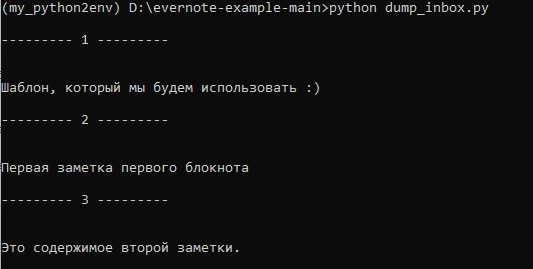 (my_python2env) D:\evernote-example-main>python dump_inbox.py
--------- 1 ---------
Шаблон, который мы будем использовать :)
--------- 2 ---------
Первая заметка первого блокнота
--------- 3 ---------
Это содержимое второй заметки.